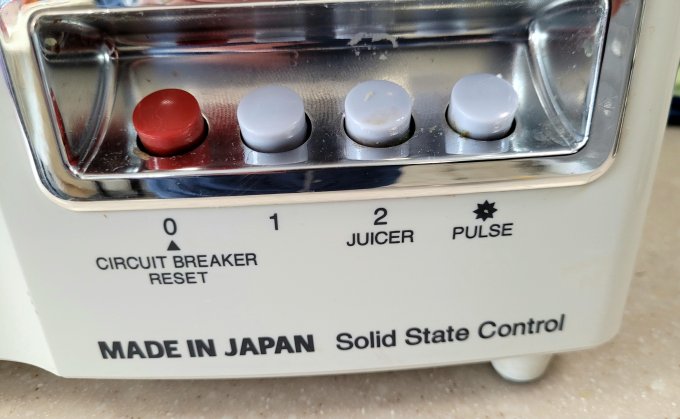 0 1 2
JUICER PULSE
CIRCUIT BREAKER
RESET
MADE IN JAPAN Solid State Control